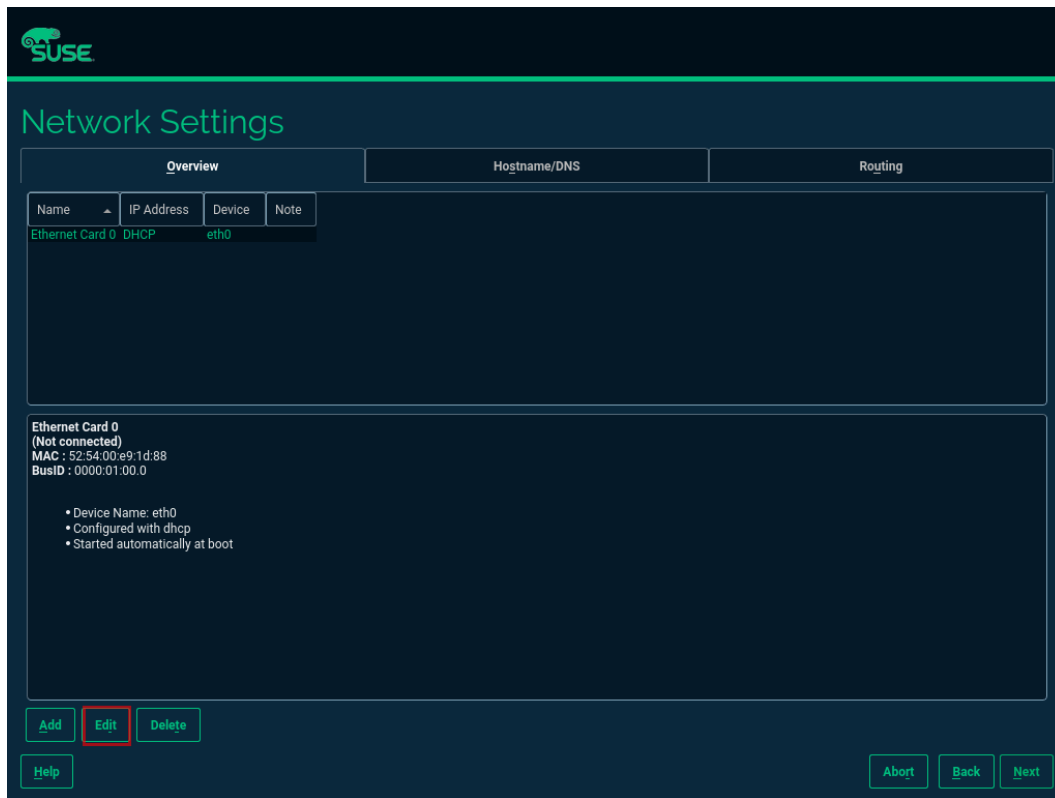 SUSE
Network Settings
Overview Hostname/DNS Routing
Name IP Address Device Note
Ethernet Card 0 DHCP eth0
Ethernet Card 0
(Not connected)
MAC : 52:54:00:e9:1d:88
BusID : 0000:01:00.0
• Device Name: eth0
• Configured with dhcp
• Started automatically at boot
Add Edit Delete
Help Abort Back Next